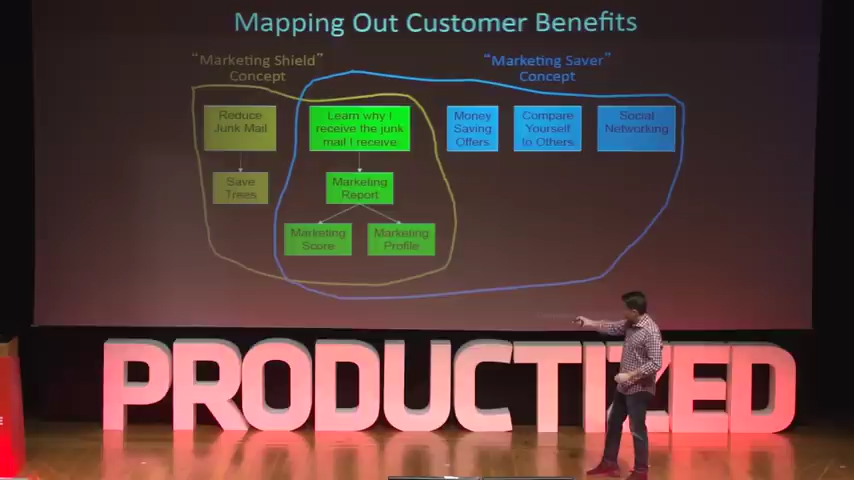 Mapping Out Customer Benefits
“Marketing Shield”
Concept
“Marketing Saver”
Concept
Reduce
Junk Mail
Learn why I
receive the junk
mail I receive
Money
Saving
Offers
Compare
Yourself
to Others
Social
Networking
Save
Trees
Marketing
Report
Marketing
Score
Marketing
Profile
PRODUCTIZED